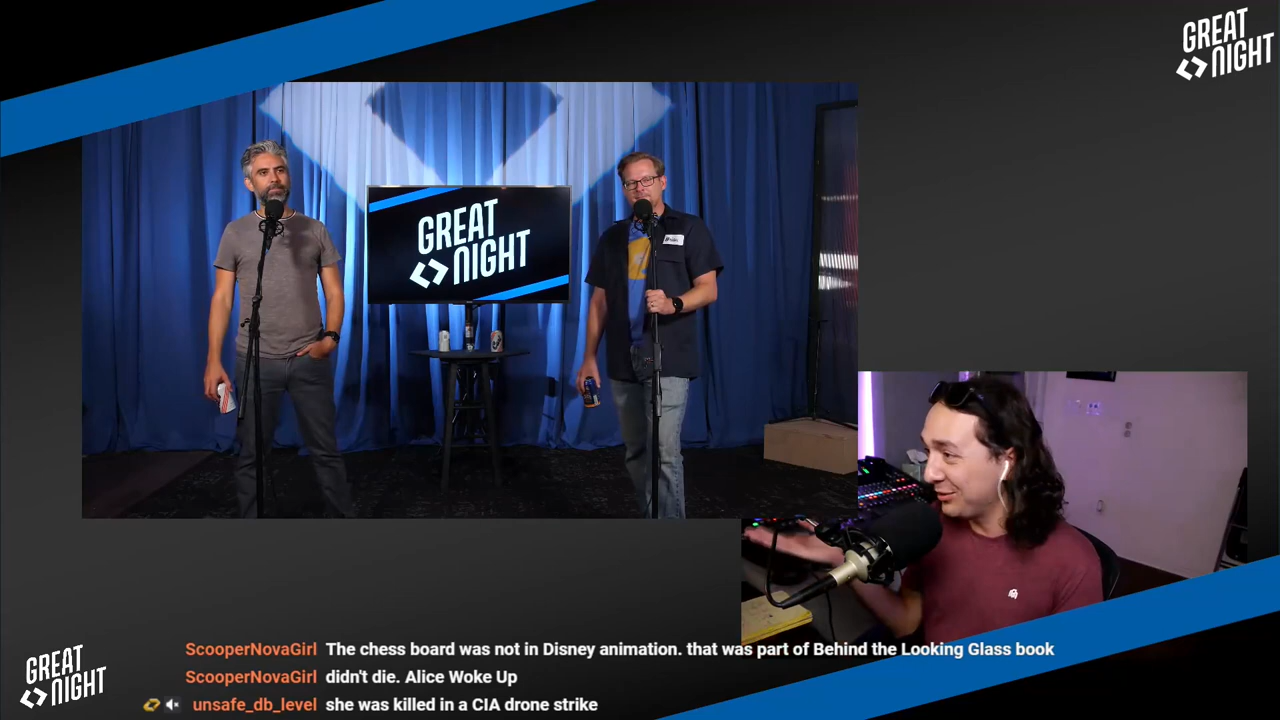 GREAT
NIGHT
GREAT
NIGHT
GREAT
NIGHT
ScooperNovaGirl The chess board was not in Disney animation. that was part of Behind the Looking Glass book
ScooperNovaGirl didn't die. Alice Woke Up
unsafe_db_level she was killed in a CIA drone strike